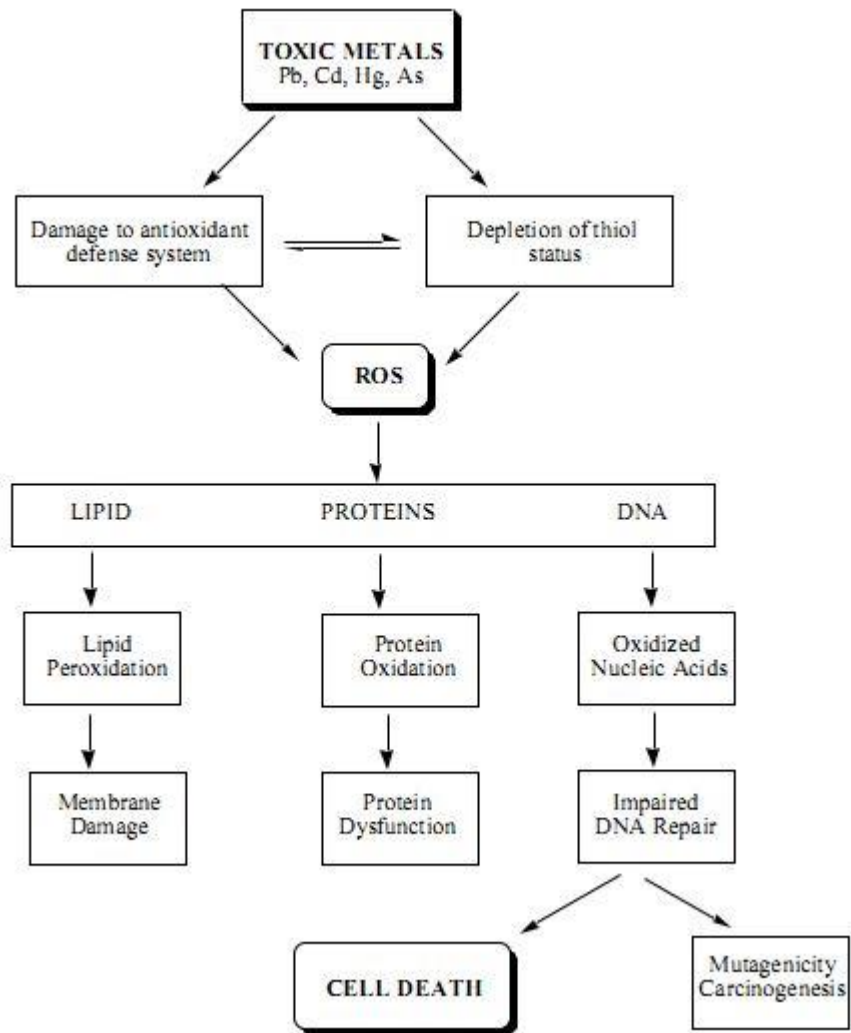 TOXIC METALS
Pb, Cd, Hg, As
Damage to antioxidant
defense system
Depletion of thiol
status
ROS
LIPID
PROTEINS
DNA
Lipid
Peroxidation
Protein
Oxidation
Oxidized
Nucleic Acids
Membrane
Damage
Protein
Dysfunction
Impaired
DNA Repair
CELL DEATH
Mutagenicity
Carcinogenesis